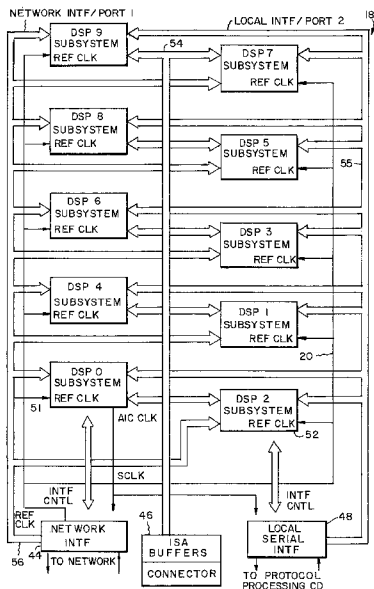 NETWORK INTF/PORT 1
LOCAL INTF/PORT 2
18
54
DSP 9
SUBSYSTEM
REF CLK
DSP 7
SUBSYSTEM
REF CLK
DSP 8
SUBSYSTEM
REF CLK
DSP 5
SUBSYSTEM
REF CLK
55
DSP 6
SUBSYSTEM
REF CLK
DSP 3
SUBSYSTEM
REF CLK
DSP 4
SUBSYSTEM
REF CLK
DSP 1
SUBSYSTEM
REF CLK
20
DSP 0
SUBSYSTEM
REF CLK
51
AIC CLK
DSP 2
SUBSYSTEM
REF CLK
52
SCLK
INTF
CNTL
INTF
CNTL
REF
CLK
44
56
NETWORK
INTF
TO NETWORK
46
ISA
BUFFERS
CONNECTOR
LOCAL
SERIAL
INTF
48
TO PROTOCOL
PROCESSING CD